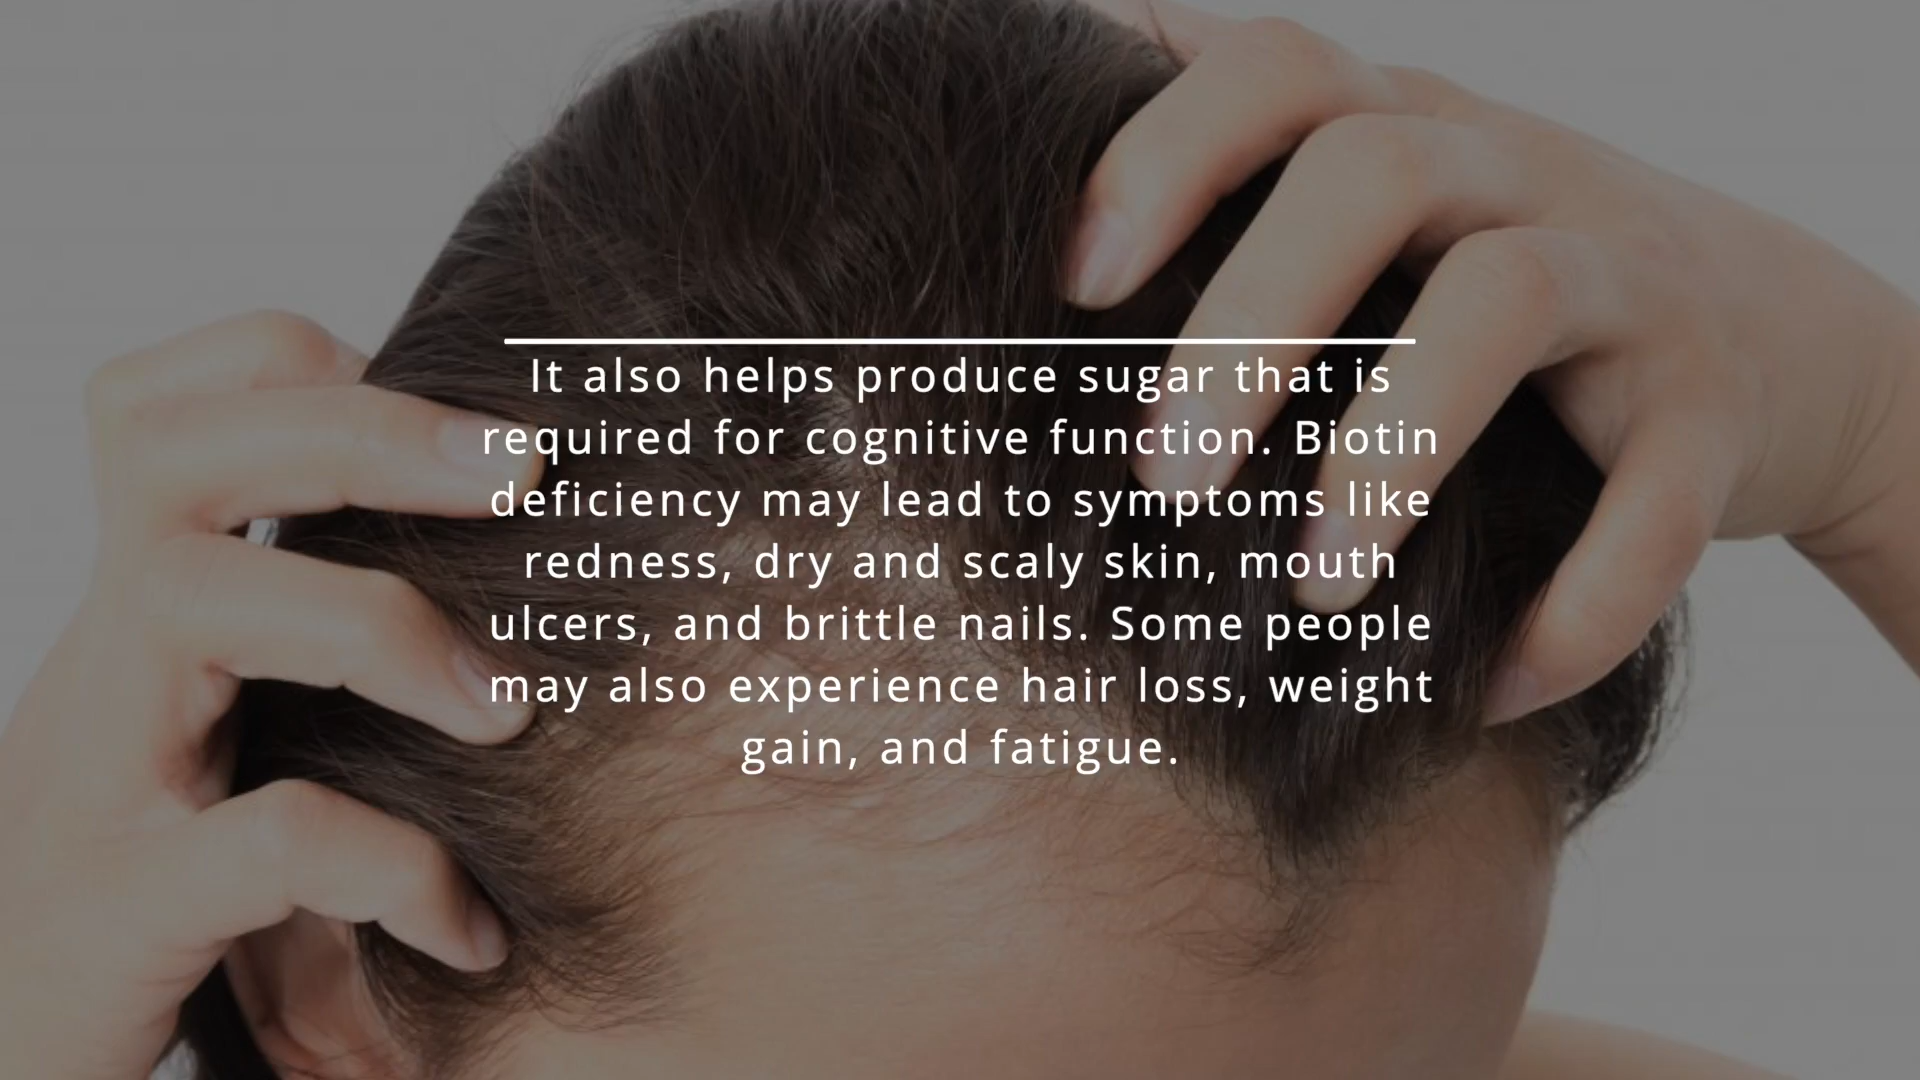 It also helps produce sugar that is
required for cognitive function. Biotin
deficiency may lead to symptoms like
redness, dry and scaly skin, mouth
ulcers, and brittle nails. Some people
may also experience hair loss, weight
gain, and fatigue.